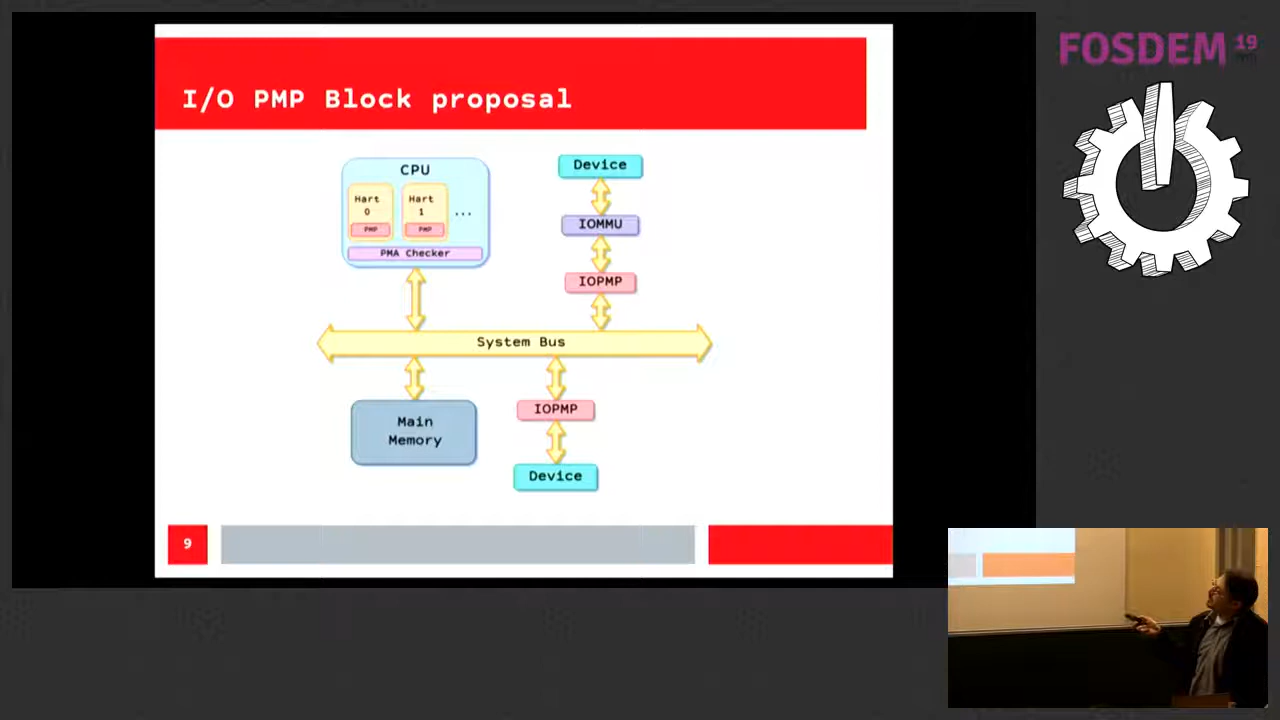 FOSDEM 19
I/O PMP Block proposal
CPU
Hart
0
PMP
Hart
1
PMP
...
PMA Checker
Device
IOMMU
IOPMP
System Bus
Main
Memory
IOPMP
Device
9